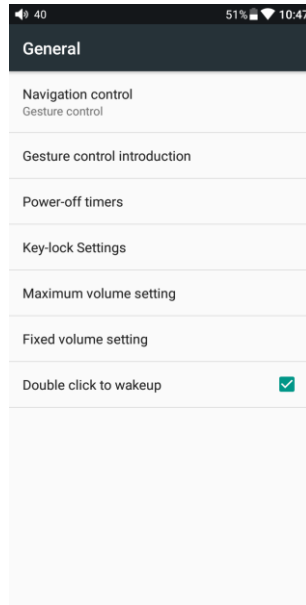 40 51% 10:47
General
Navigation control
Gesture control
Gesture control introduction
Power-off timers
Key-lock Settings
Maximum volume setting
Fixed volume setting
Double click to wakeup